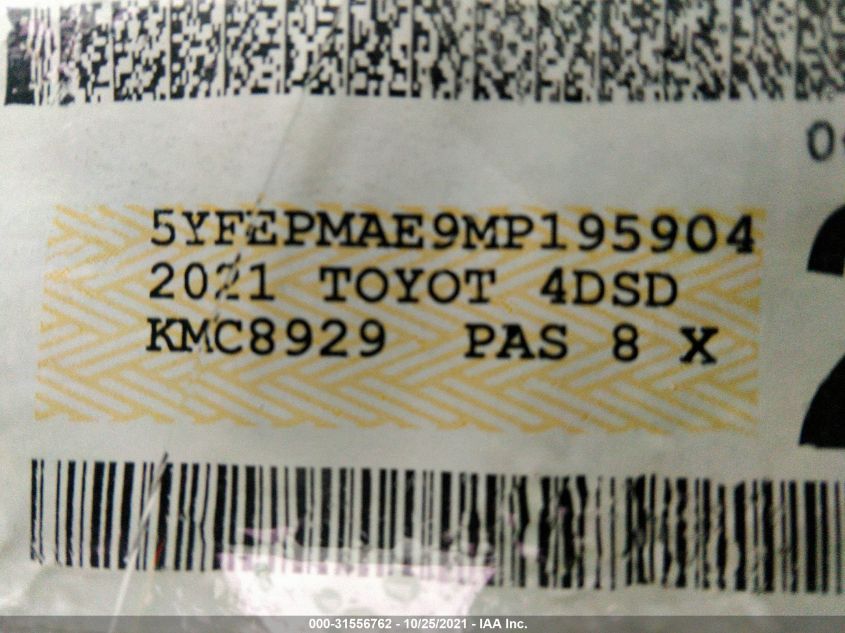 5YFEPMAE9MP195904
2021 TOYOT 4DSD
KMC8929 PAS 8 X
000-31556762 - 10/25/2021 - IAA Inc.